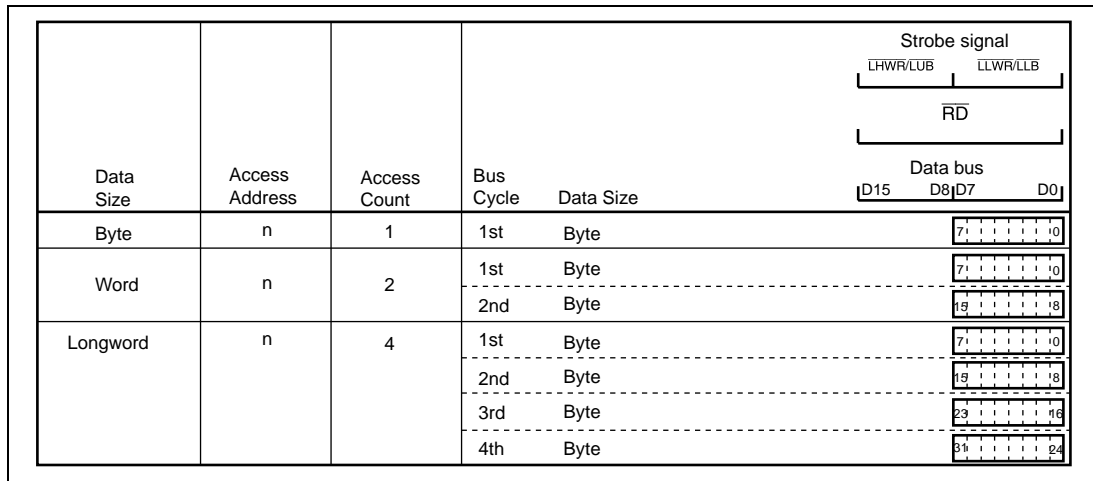 Strobe signal
LHWR/LUB LLWR/LLB
RD
Data Size Access Address Access Count Bus Cycle Data Size Data bus
D15 D8 D7 D0
Byte n 1 1st Byte 7 0
Word n 2 1st Byte 7 0
2nd Byte 15 8
Longword n 4 1st Byte 7 0
2nd Byte 15 8
3rd Byte 23 16
4th Byte 31 24